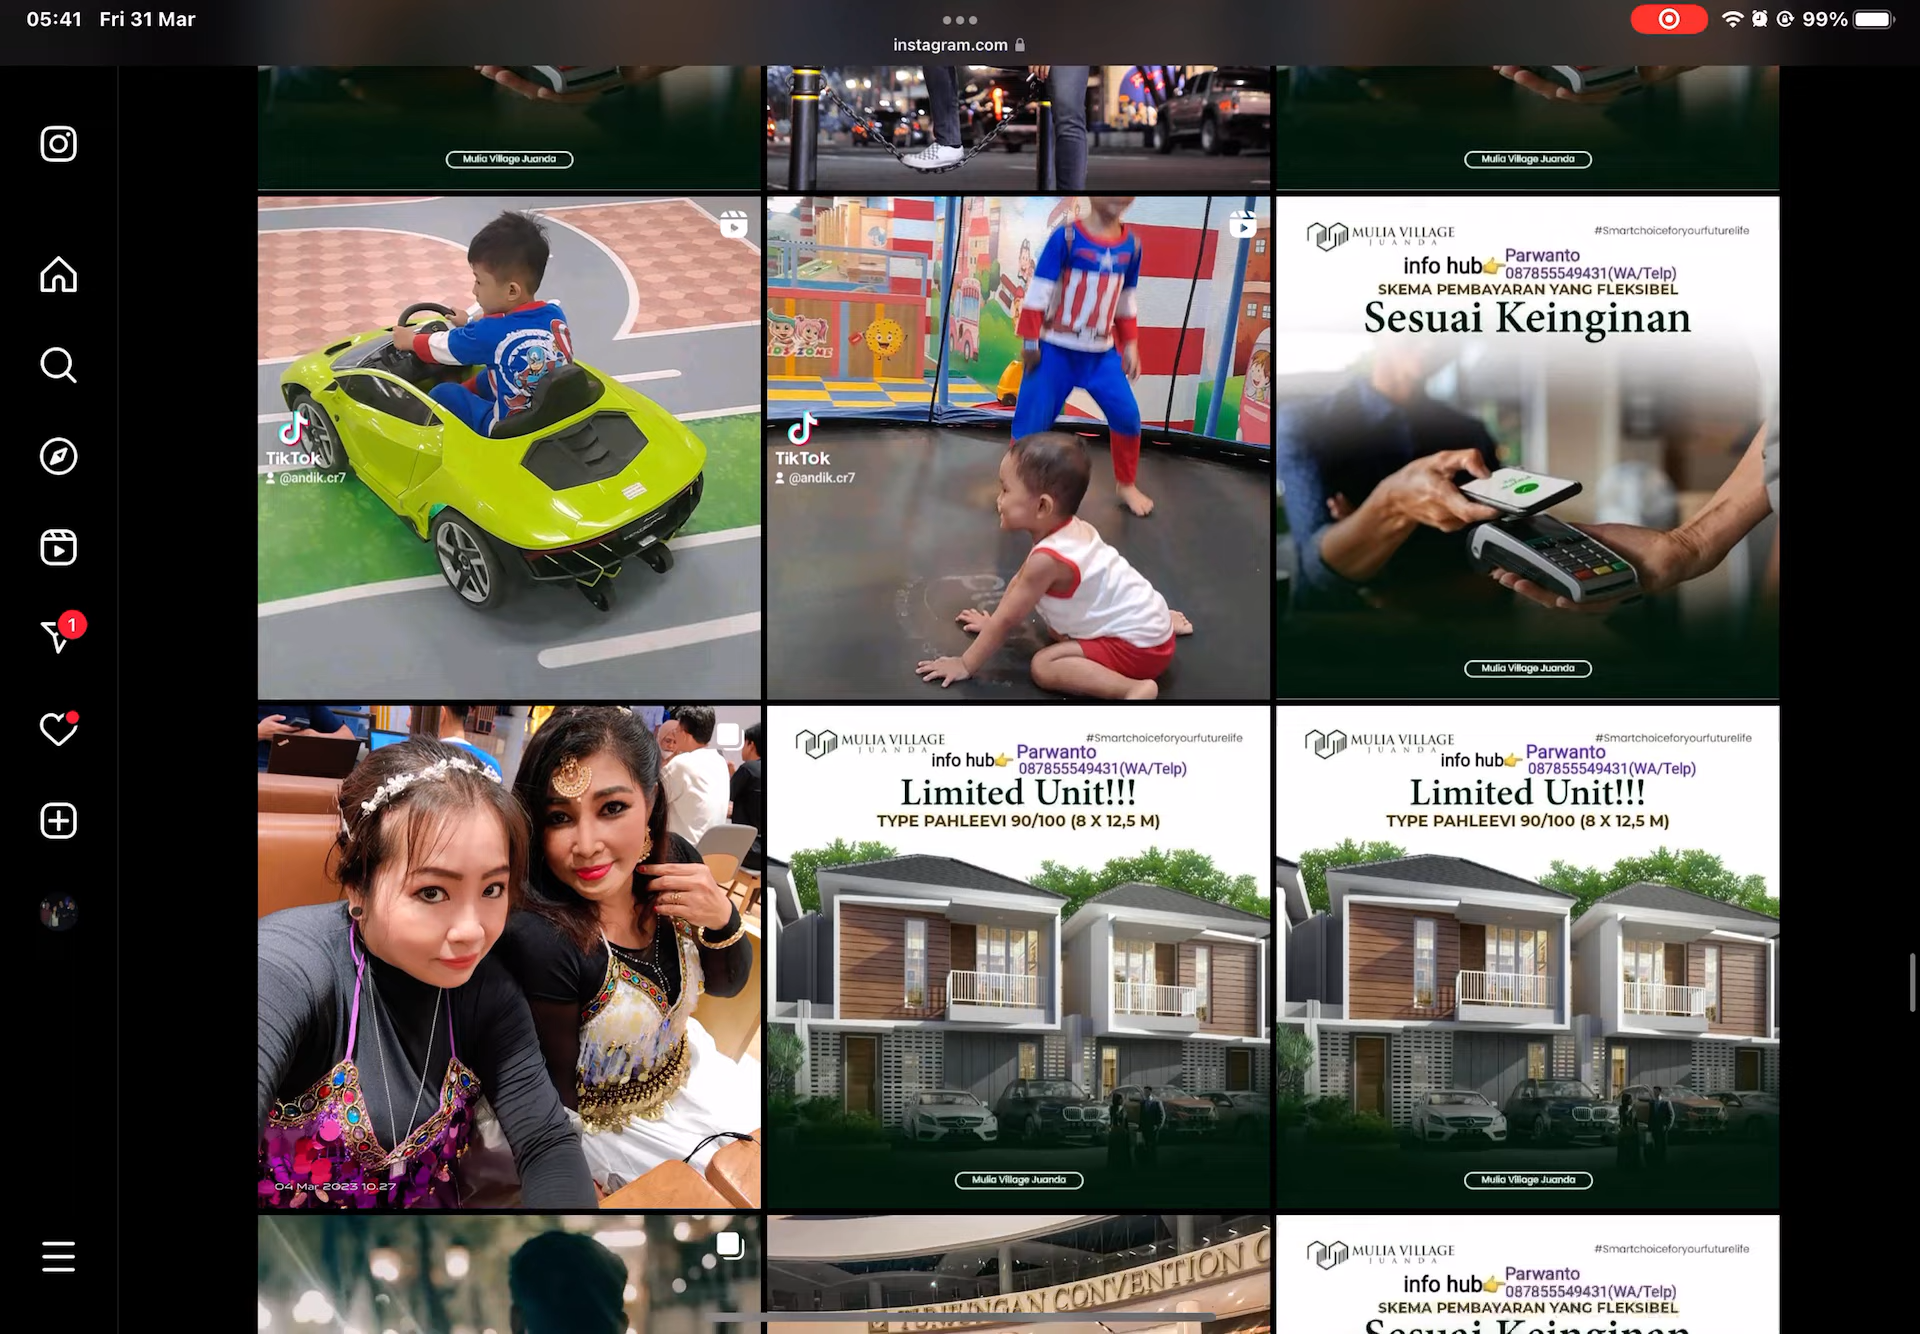 05:41 Fri 31 Mar
instagram.com
99%
Mulia Village Juanda
Mulia Village Juanda
TikTok
@andik.cr7
KIDS ZONE
TikTok
@andik.cr7
MULIA VILLAGE
JUANDA
#Smartchoiceforyourfuturelife
info hub👉Parwanto
087855549431(WA/Telp)
SKEMA PEMBAYARAN YANG FLEKSIBEL
Sesuai Keinginan
Mulia Village Juanda
1
04 Mar 2023 10.27
MULIA VILLAGE
JUANDA
#Smartchoiceforyourfuturelife
info hub👉Parwanto
087855549431(WA/Telp)
Limited Unit!!!
TYPE PAHLEEVI 90/100 (8 X 12,5 M)
Mulia Village Juanda
MULIA VILLAGE
JUANDA
#Smartchoiceforyourfuturelife
info hub👉Parwanto
087855549431(WA/Telp)
Limited Unit!!!
TYPE PAHLEEVI 90/100 (8 X 12,5 M)
Mulia Village Juanda
TUNJUNGAN CONVENTION C
MULIA VILLAGE
JUANDA
#Smartchoiceforyourfuturelife
info hub👉Parwanto
087855549431(WA/Telp)
SKEMA PEMBAYARAN YANG FLEKSIBEL
Sesuai Keinginan